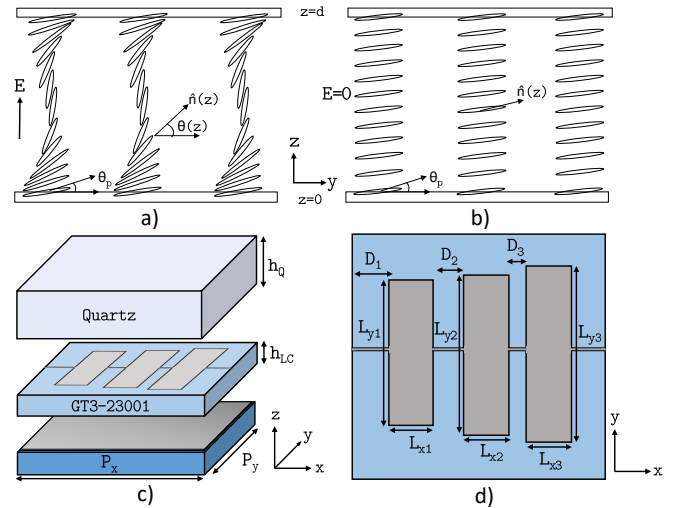 z=d
E
n̂(z)
θ(z)
θp
z=0
a)
z
y
E=0
n̂(z)
θp
b)
Quartz
hQ
hLC
GT3-23001
Px
Py
z
y
x
c)
D1
D2
D3
Ly1
Ly2
Ly3
Lx1
Lx2
Lx3
y
x
d)